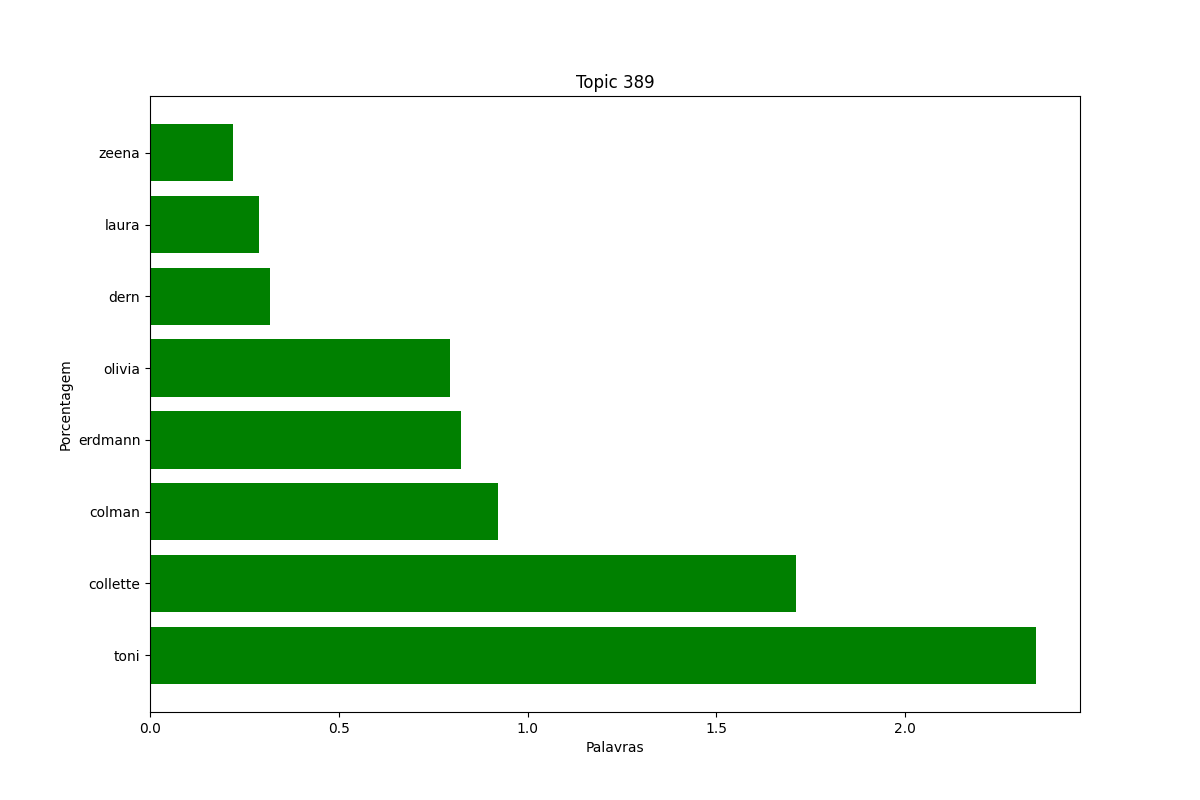 Topic 389
zeena
laura
dern
olivia
erdmann
colman
collette
toni
Porcentagem
0.0 0.5 1.0 1.5 2.0
Palavras